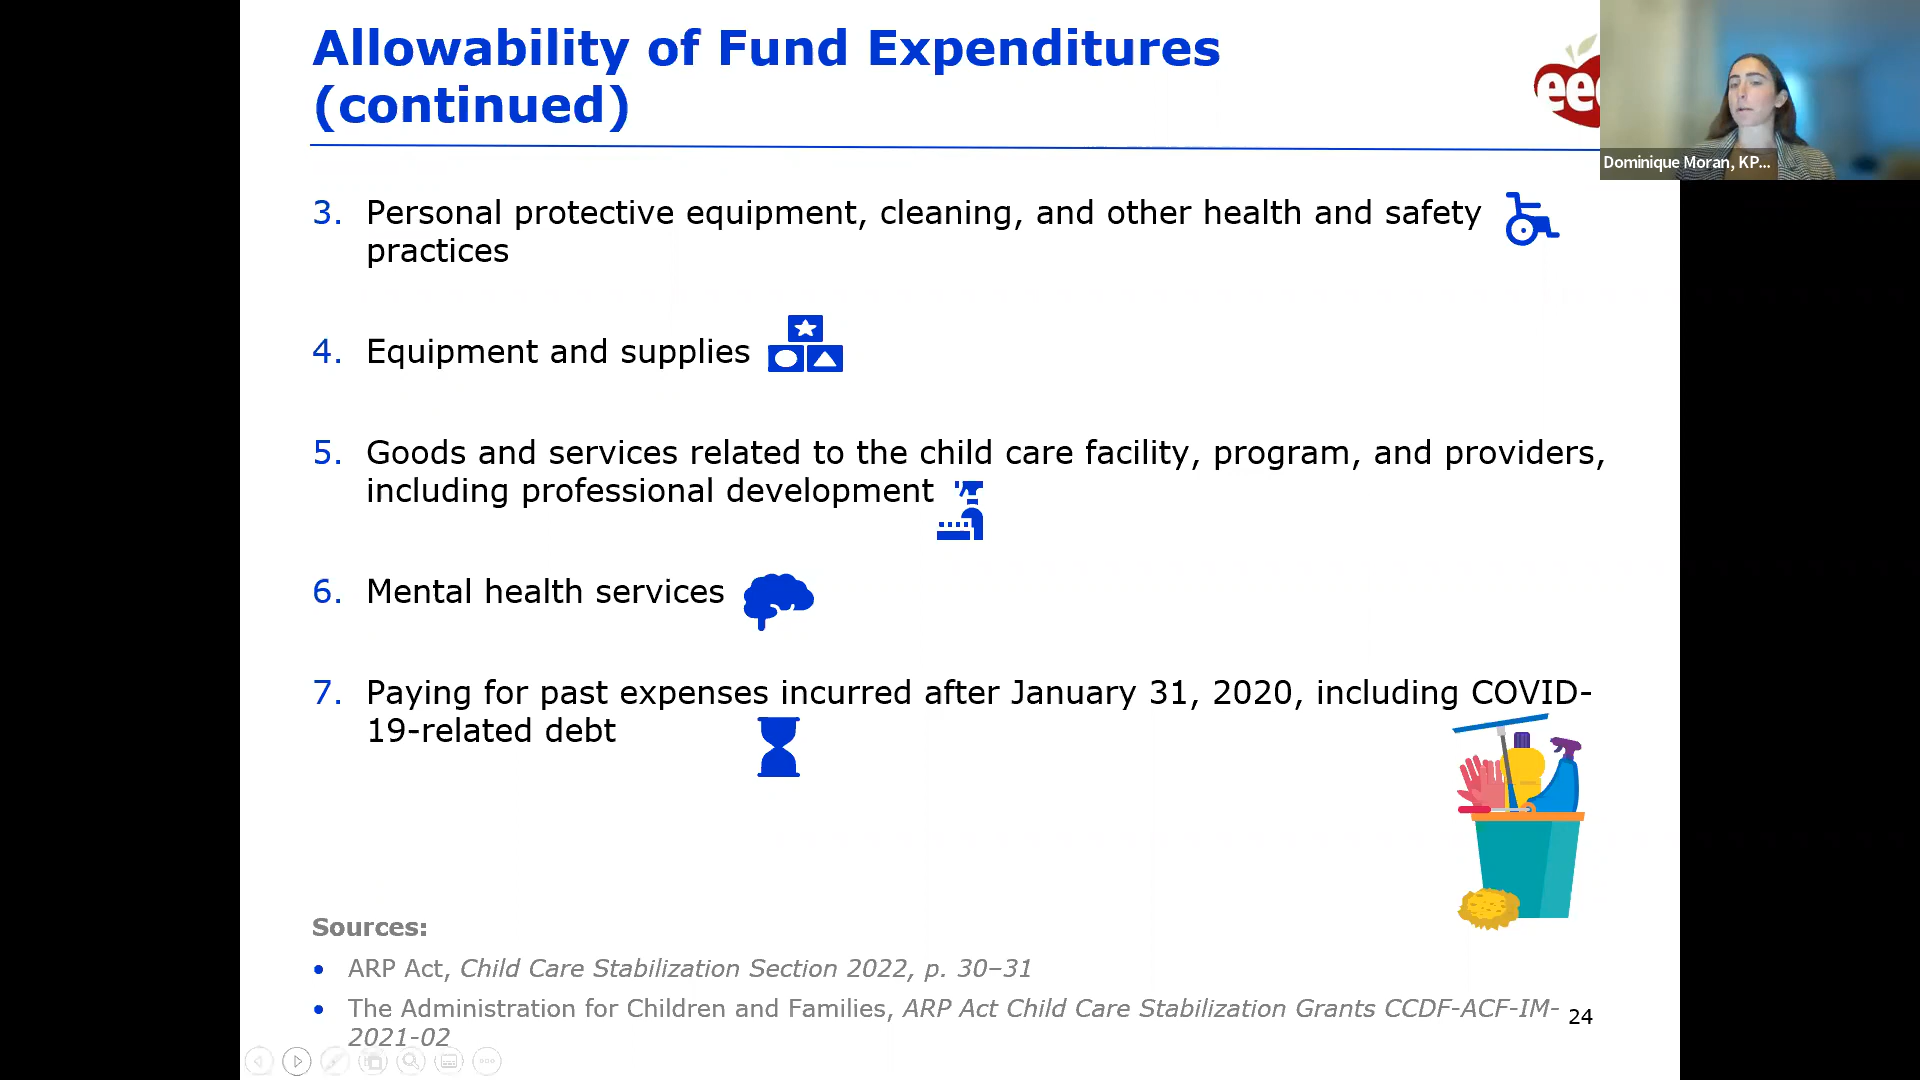 Allowability of Fund Expenditures
(continued)
eec
Dominique Moran, KP...
3. Personal protective equipment, cleaning, and other health and safety
practices
4. Equipment and supplies
5. Goods and services related to the child care facility, program, and providers,
including professional development
6. Mental health services
7. Paying for past expenses incurred after January 31, 2020, including COVID-
19-related debt
Sources:
• ARP Act, Child Care Stabilization Section 2022, p. 30–31
• The Administration for Children and Families, ARP Act Child Care Stabilization Grants CCDF-ACF-IM-
2021-02
24